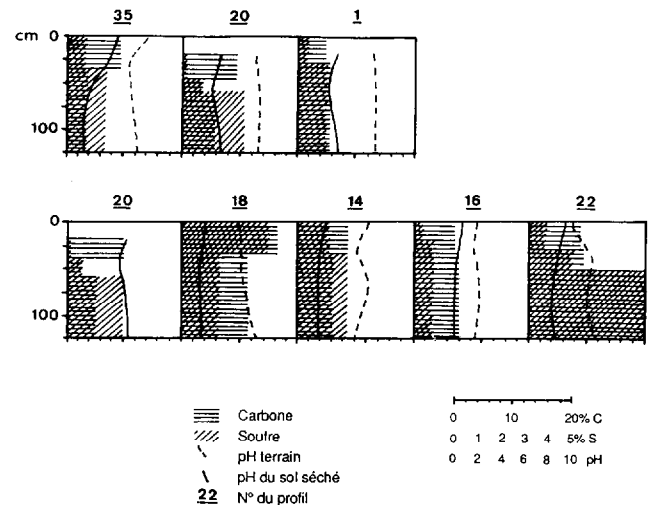 35 20 1
cm 0
100
20 18 14 16 22
0
100
Carbone
Soufre
pH terrain
pH du sol séché
22 N° du profil
0 10 20% C
0 1 2 3 4 5% S
0 2 4 6 8 10 pH